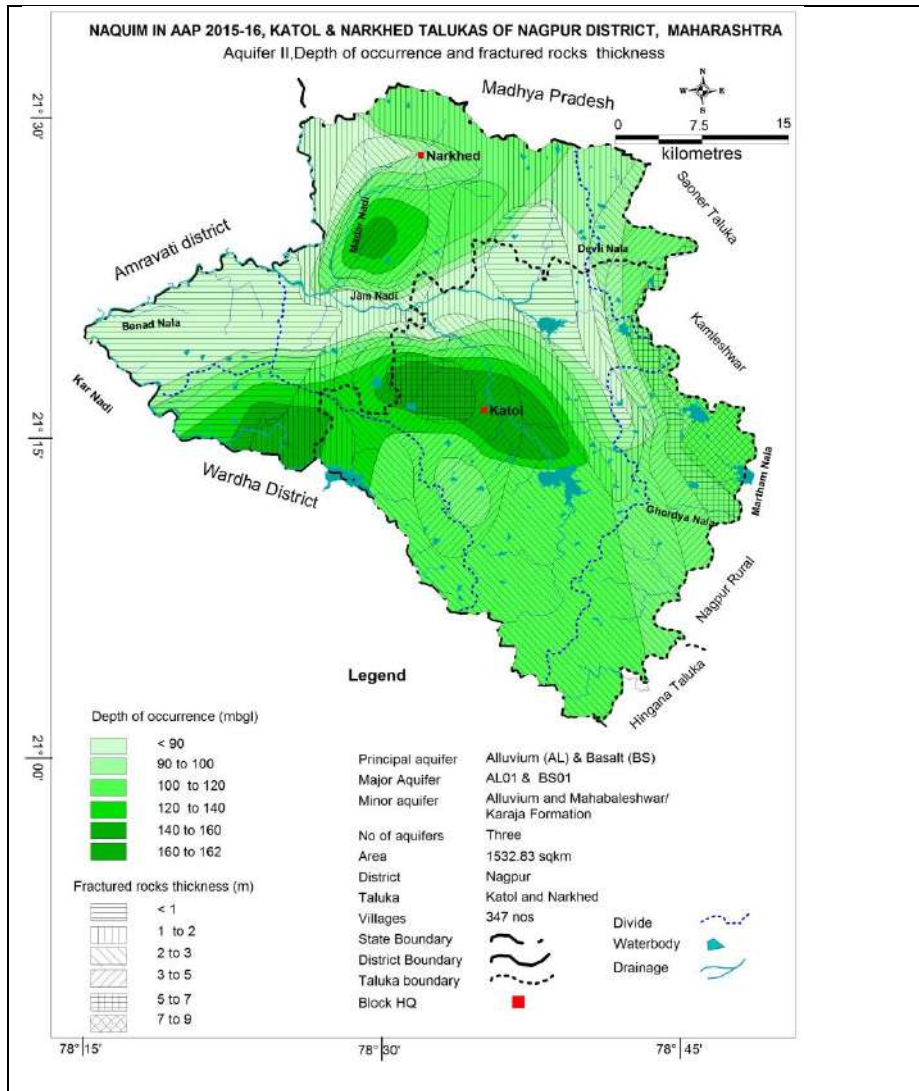 NAQUIM IN AAP 2015-16, KATOL & NARKHED TALUKAS OF NAGPUR DISTRICT, MAHARASHTRA
Aquifer II,Depth of occurrence and fractured rocks thickness
Madhya Pradesh
N
W E
S
0 7.5 15
kilometres
21° 30'
Narkhed
Saoner Taluka
Madar Nadi
Amravati district
Devli Nala
Jam Nadi
Benad Nala
Kamleshwar
Kar Nadi
Katol
21° 15'
Wardha District
Martham Nala
Ghordya Nala
Nagpur Rural
Hingana Taluka
Legend
Depth of occurrence (mbgl)
< 90
90 to 100
100 to 120
120 to 140
140 to 160
160 to 162
21° 00'
Fractured rocks thickness (m)
< 1
1 to 2
2 to 3
3 to 5
5 to 7
7 to 9
Principal aquifer Alluvium (AL) & Basalt (BS)
Major Aquifer AL01 & BS01
Minor aquifer Alluvium and Mahabaleshwar/
Karaja Formation
No of aquifers Three
Area 1532.83 sqkm
District Nagpur
Taluka Katol and Narkhed
Villages 347 nos
State Boundary
District Boundary
Taluka boundary
Block HQ
Divide
Waterbody
Drainage
78° 15' 78° 30' 78° 45'